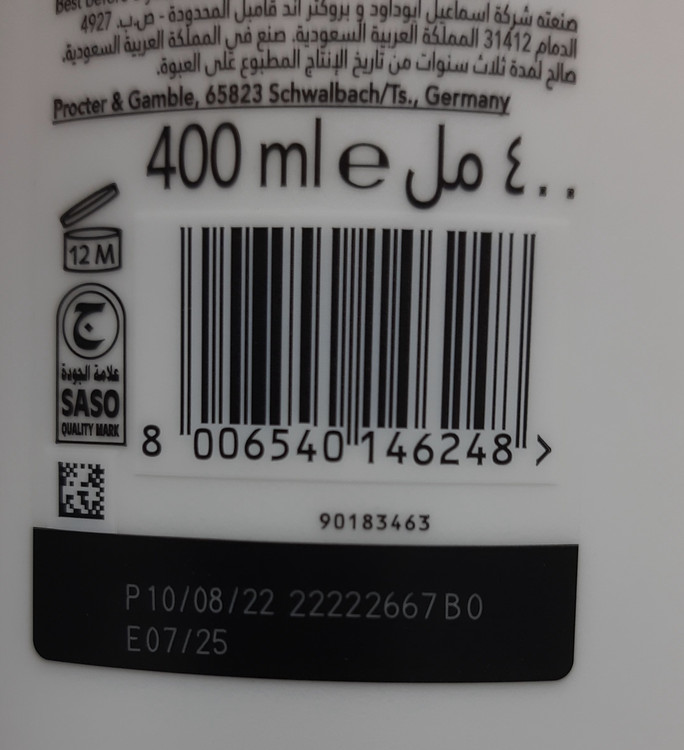 Best Before
صنعته شركة اسماعيل ابوداود و بروكتر اند قامبل المحدودة - ص.ب. 4927
الدمام 31412 المملكة العربية السعودية. صنع في المملكة العربية السعودية.
صالح لمدة ثلاث سنوات من تاريخ الإنتاج المطبوع على العبوة.
Procter & Gamble, 65823 Schwalbach/Ts., Germany
400 ml e ٤٠٠ مل
12 M
ج
علامة الجودة
SASO
QUALITY MARK
8 006540 146248 >
90183463
P10/08/22 22222667B0
E07/25